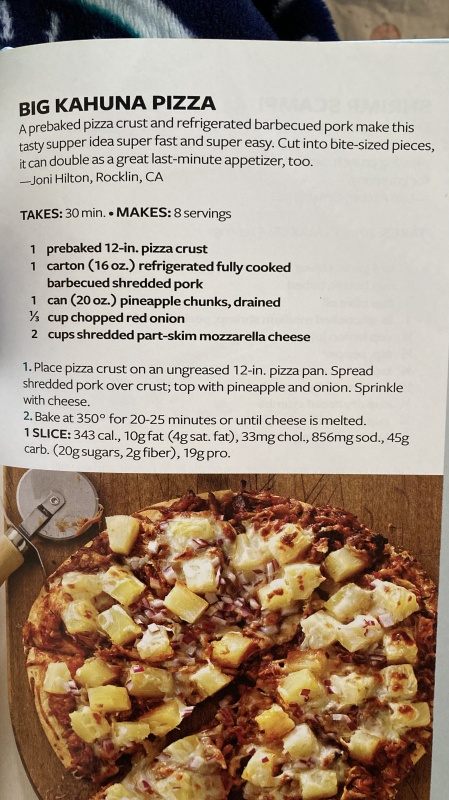 BIG KAHUNA PIZZA
A prebaked pizza crust and refrigerated barbecued pork make this
tasty supper idea super fast and super easy. Cut into bite-sized pieces,
it can double as a great last-minute appetizer, too.
—Joni Hilton, Rocklin, CA
TAKES: 30 min. • MAKES: 8 servings
1 prebaked 12-in. pizza crust
1 carton (16 oz.) refrigerated fully cooked
barbecued shredded pork
1 can (20 oz.) pineapple chunks, drained
⅓ cup chopped red onion
2 cups shredded part-skim mozzarella cheese
1. Place pizza crust on an ungreased 12-in. pizza pan. Spread
shredded pork over crust; top with pineapple and onion. Sprinkle
with cheese.
2. Bake at 350° for 20-25 minutes or until cheese is melted.
1 SLICE: 343 cal., 10g fat (4g sat. fat), 33mg chol., 856mg sod., 45g
carb. (20g sugars, 2g fiber), 19g pro.